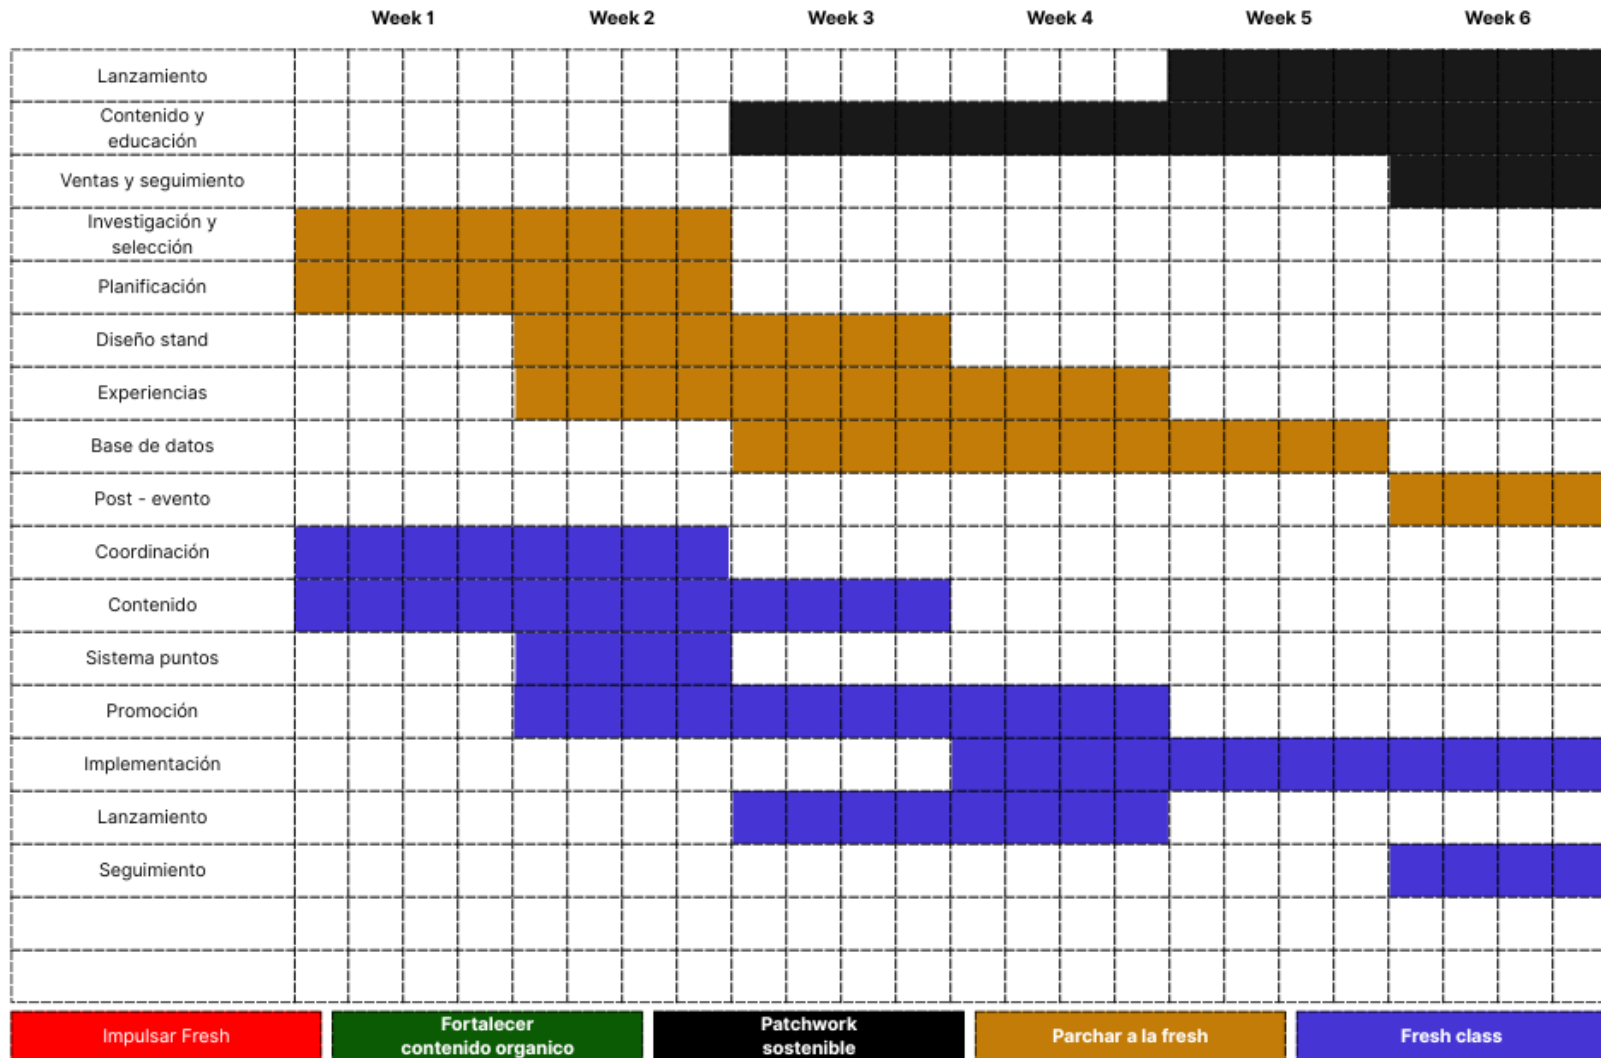 Week 1 Week 2 Week 3 Week 4 Week 5 Week 6
Lanzamiento
Contenido y
educación
Ventas y seguimiento
Investigación y
selección
Planificación
Diseño stand
Experiencias
Base de datos
Post - evento
Coordinación
Contenido
Sistema puntos
Promoción
Implementación
Lanzamiento
Seguimiento
Impulsar Fresh
Fortalecer
contenido organico
Patchwork
sostenible
Parchar a la fresh
Fresh class